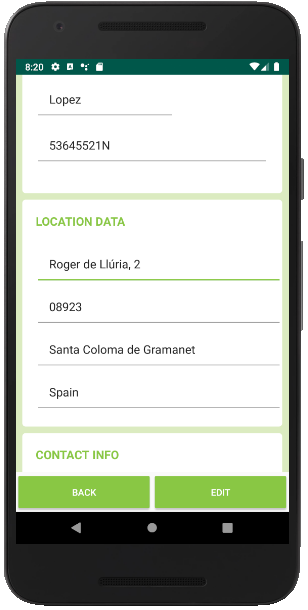 8:20
Lopez
53645521N
LOCATION DATA
Roger de Llúria, 2
08923
Santa Coloma de Gramanet
Spain
CONTACT INFO
BACK EDIT